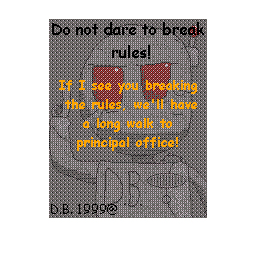 Do not dare to break
rules!
If I see you breaking
the rules, we'll have
a long walk to
principal office!
D.B.
D.B. 1999@